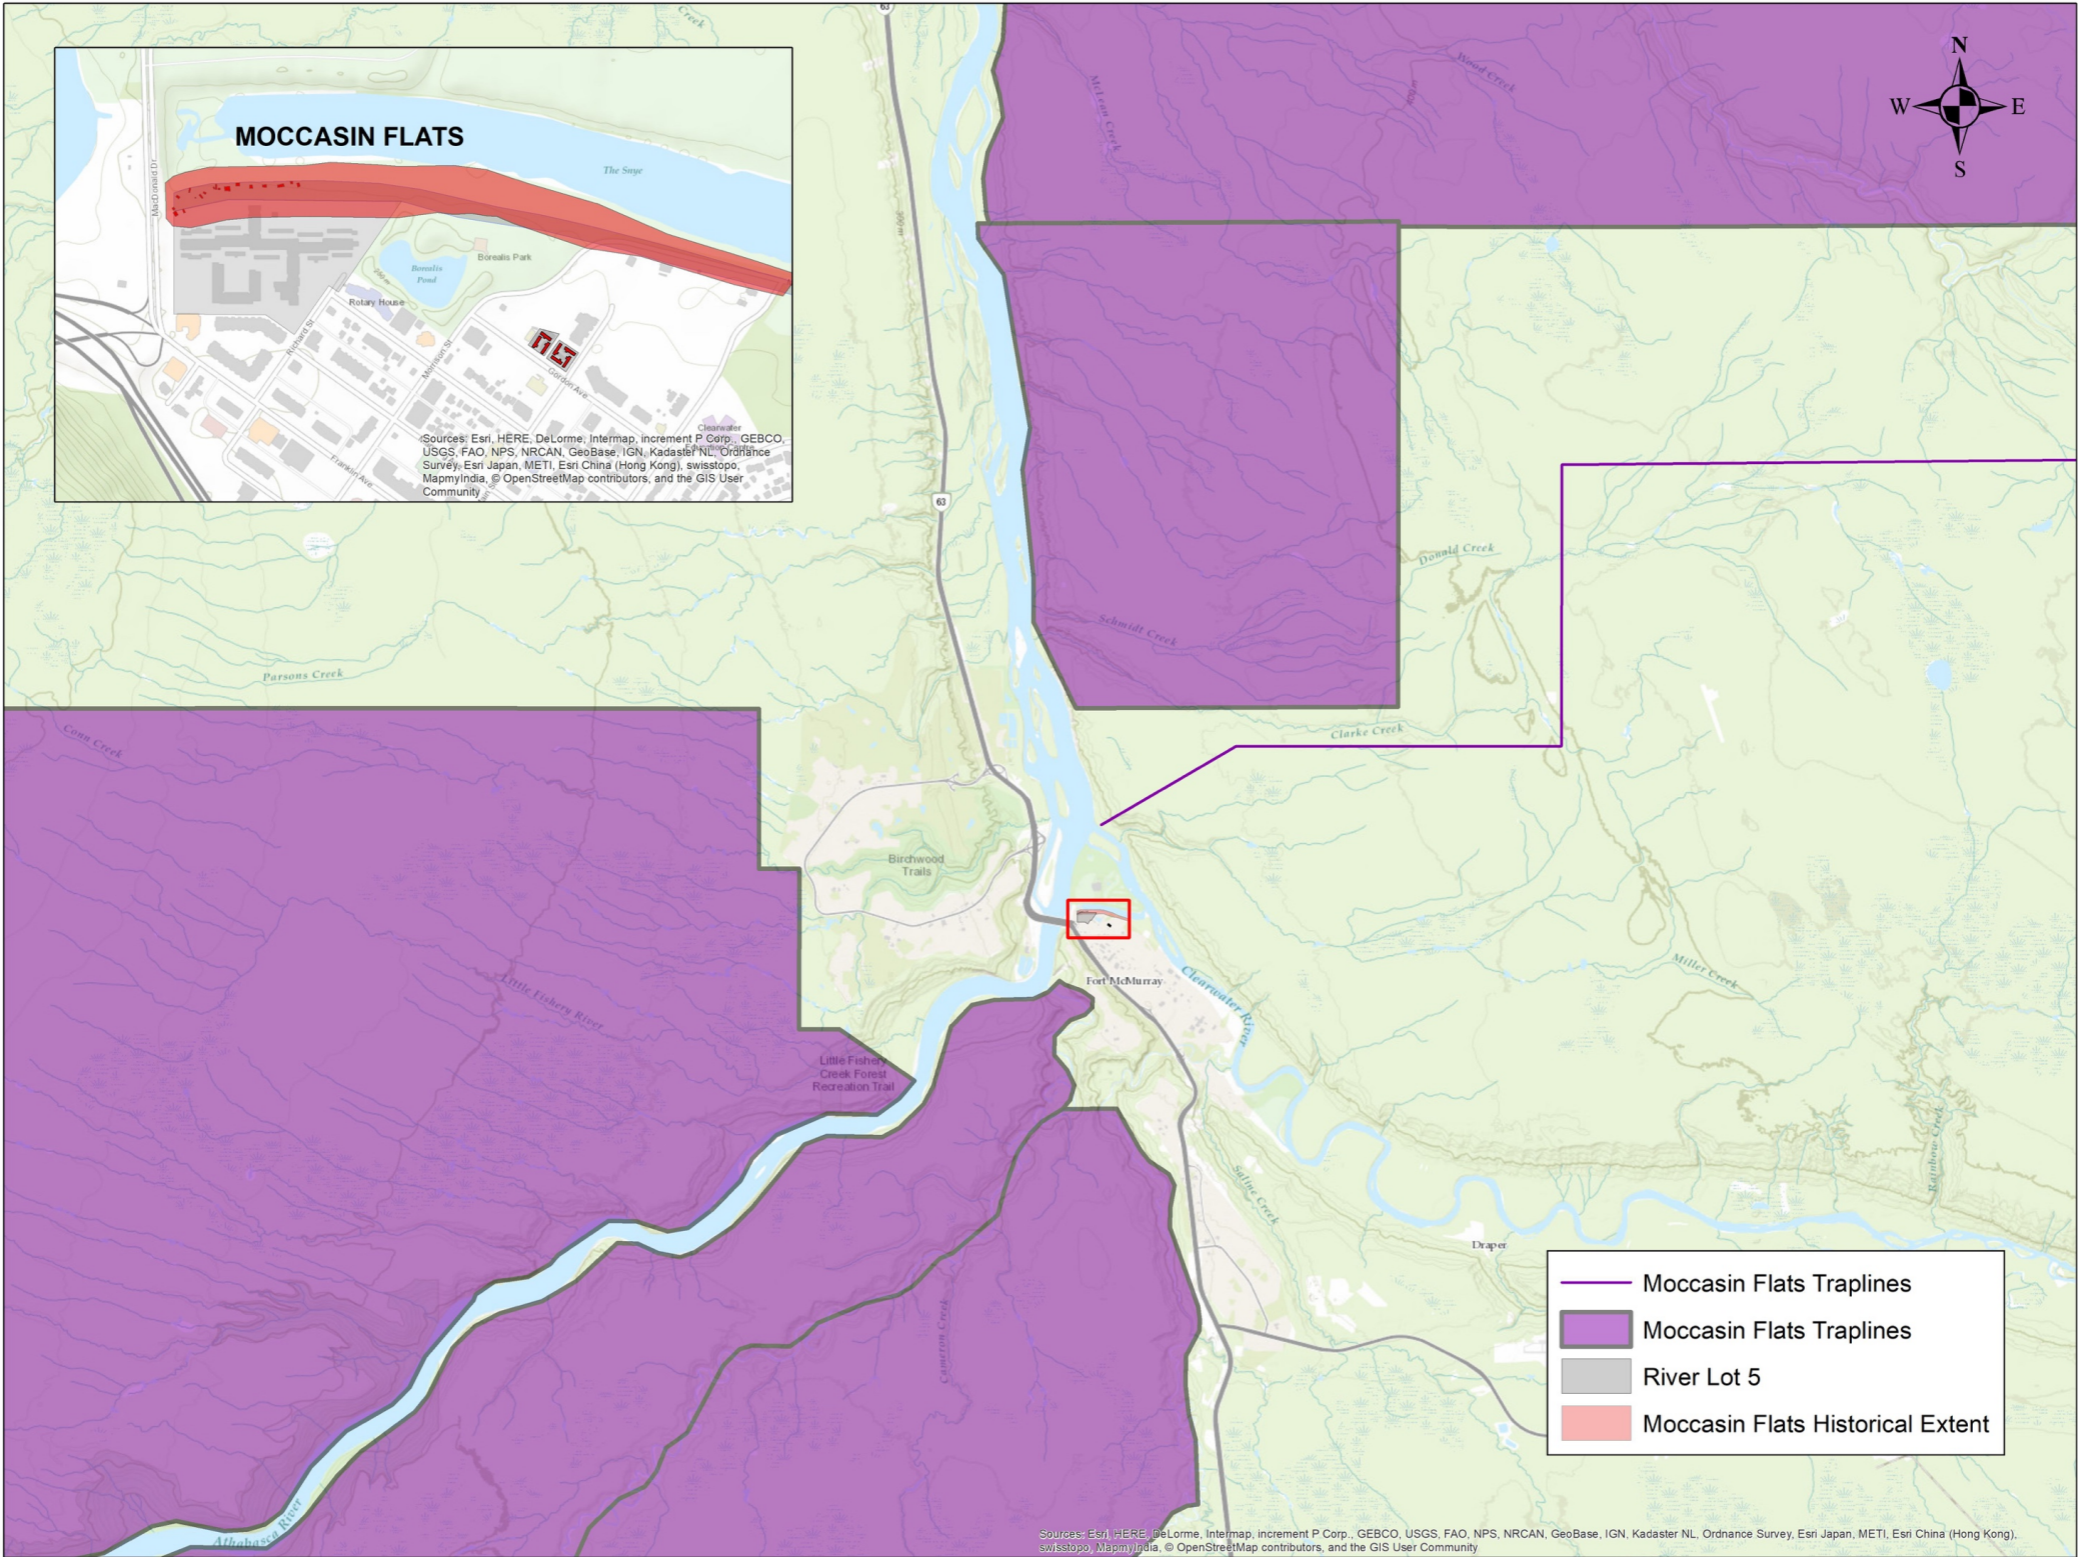 63
Creek
N
W
E
S
Wood Creek
McLean Creek
400 m
MOCCASIN FLATS
MacDonald Dr
The Snye
Borealis
Pond
Borealis Park
250 m
Rotary House
Richard St
Morrison St
Gordon Ave
Franklin Ave
Clearwater
Sources: Esri, HERE, DeLorme, Intermap, increment P Corp., GEBCO,
USGS, FAO, NPS, NRCAN, GeoBase, IGN, Kadaster NL, Ordnance
Survey, Esri Japan, METI, Esri China (Hong Kong), swisstopo,
MapmyIndia, © OpenStreetMap contributors, and the GIS User
Community
300 m
63
Donald Creek
Schmidt Creek
Parsons Creek
Conn Creek
Clarke Creek
Birchwood
Trails
Fort McMurray
Clearwater River
Miller Creek
Little Fishery River
Little Fishery
Creek Forest
Recreation Trail
Rainbow Creek
Saline Creek
Draper
Cameron Creek
Athabasca River
Moccasin Flats Traplines
Moccasin Flats Traplines
River Lot 5
Moccasin Flats Historical Extent
Sources: Esri, HERE, DeLorme, Intermap, increment P Corp., GEBCO, USGS, FAO, NPS, NRCAN, GeoBase, IGN, Kadaster NL, Ordnance Survey, Esri Japan, METI, Esri China (Hong Kong),
swisstopo, MapmyIndia, © OpenStreetMap contributors, and the GIS User Community